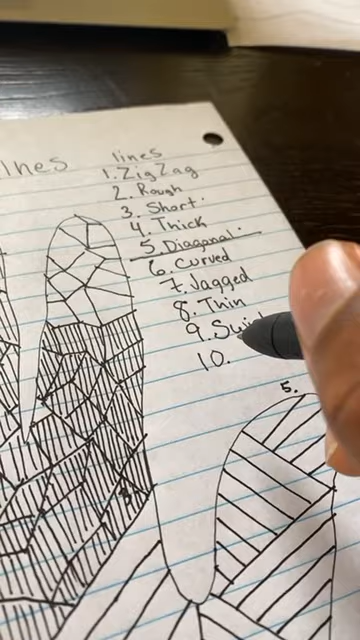 lines
1. ZigZag
2. Rough
3. Short.
4. Thick
5. Diagonal.
6. Curved
7. Jagged
8. Thin
9.
10.
5.